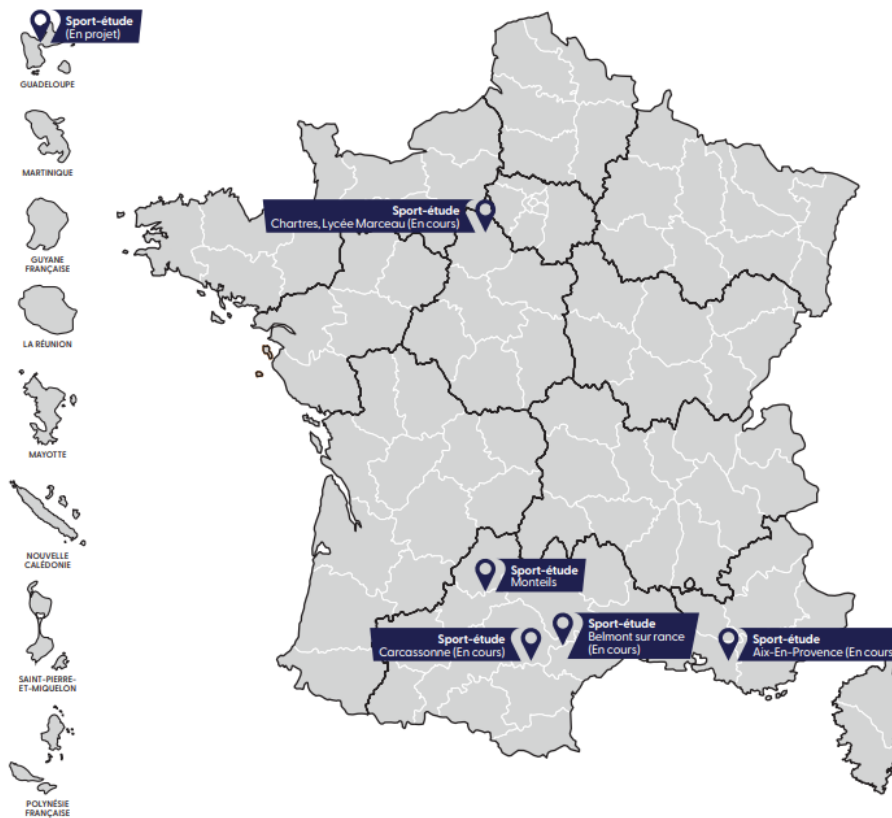 Sport-étude
(En projet)
GUADELOUPE
MARTINIQUE
GUYANE
FRANÇAISE
LA RÉUNION
MAYOTTE
NOUVELLE
CALÉDONIE
SAINT-PIERRE-
ET-MIQUELON
POLYNÉSIE
FRANÇAISE
Sport-étude
Chartres, Lycée Marceau (En cours)
Sport-étude
Monteils
Sport-étude
Carcassonne (En cours)
Sport-étude
Belmont sur rance
(En cours)
Sport-étude
Aix-En-Provence (En cours